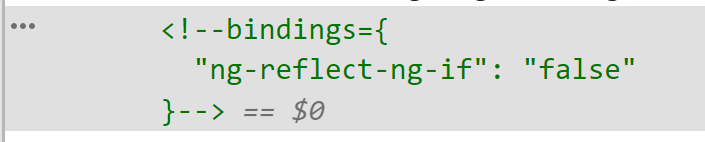 <!--bindings={
"ng-reflect-ng-if": "false"
}--> == $0